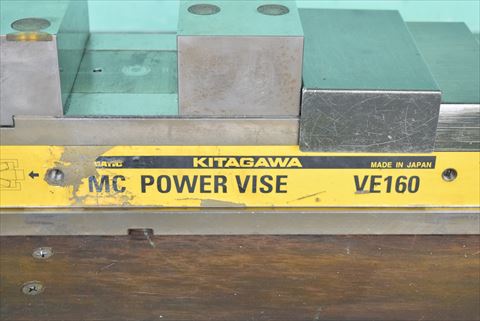 KITAGAWA
MADE IN JAPAN
MC POWER VISE VE160